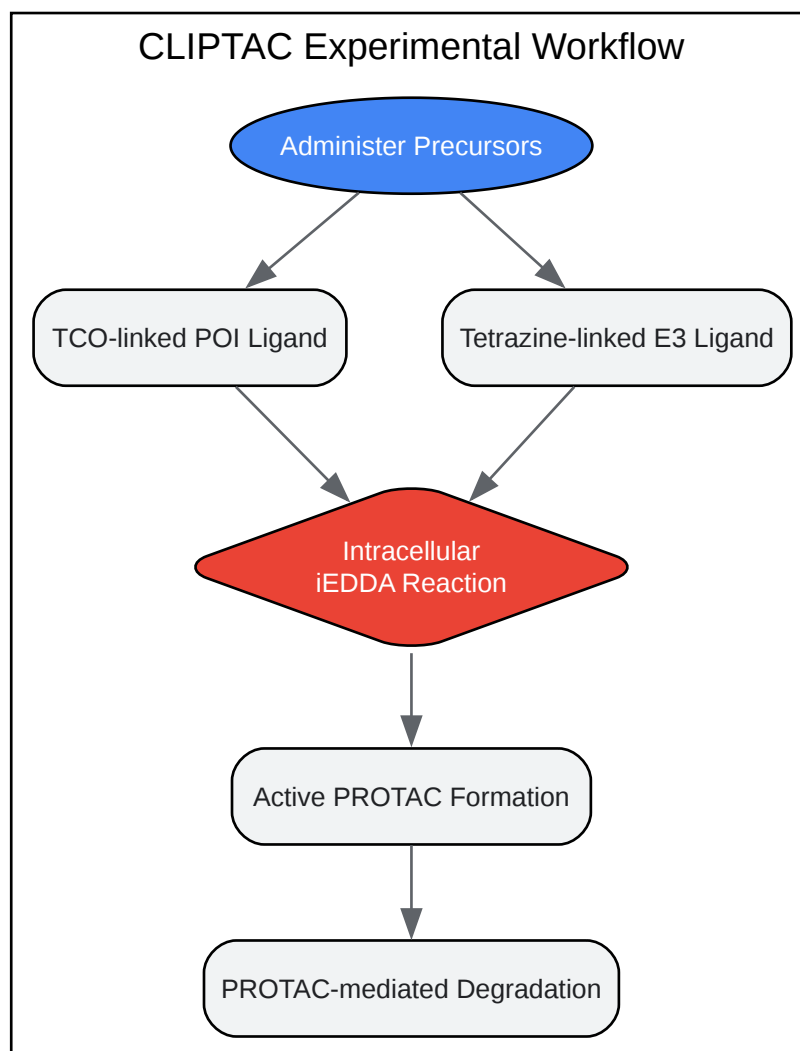 CLIPTAC Experimental Workflow
Administer Precursors
TCO-linked POI Ligand
Tetrazine-linked E3 Ligand
Intracellular
iEDDA Reaction
Active PROTAC Formation
PROTAC-mediated Degradation